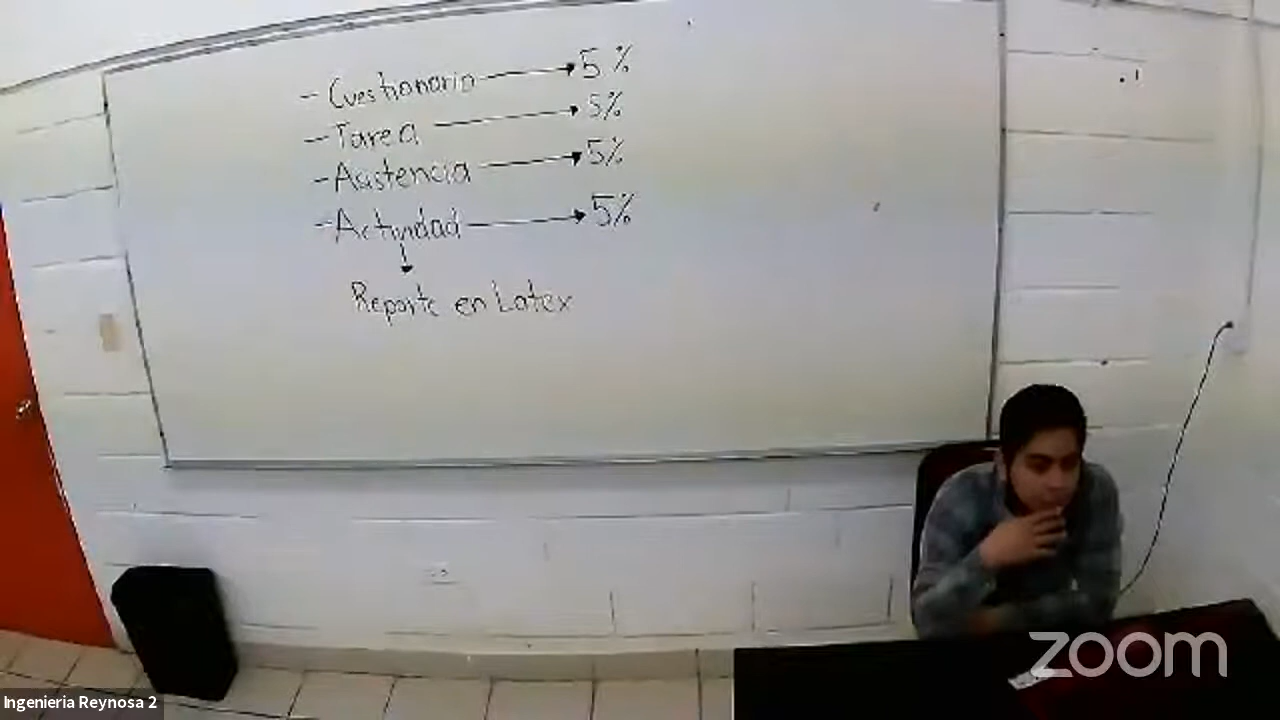 - Cuestionario → 5 %
- Tarea → 5%
- Asistencia → 5%
- Actividad → 5%
↓
Reporte en Latex
zoom
Ingenieria Reynosa 2